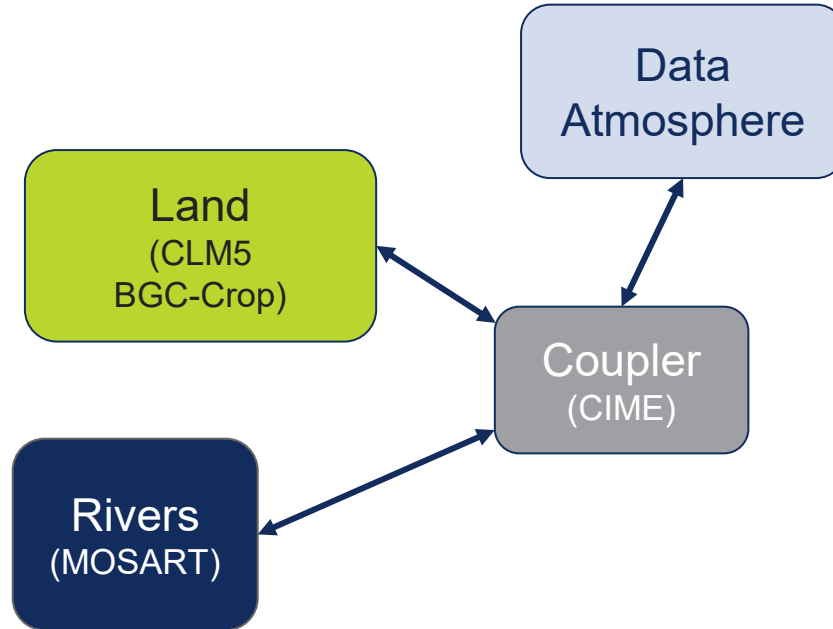 Data
Atmosphere
Land
(CLM5
BGC-Crop)
Coupler
(CIME)
Rivers
(MOSART)